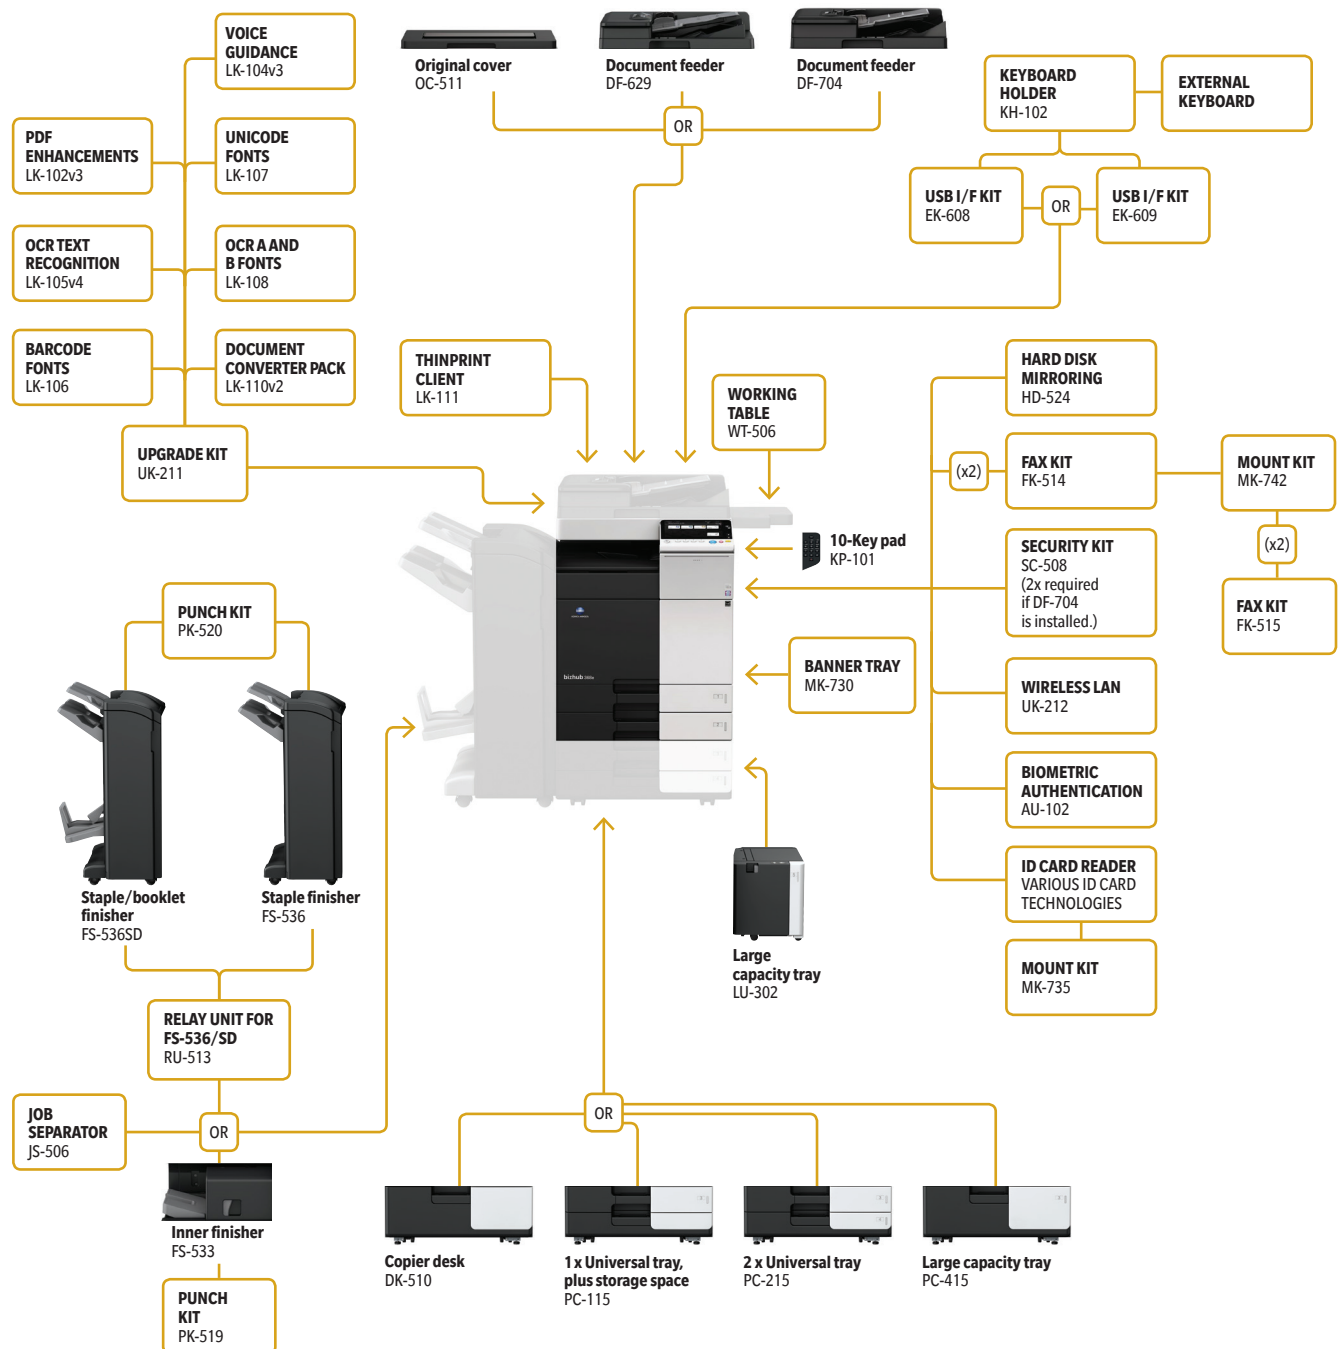 VOICE
GUIDANCE
LK-104v3
PDF
ENHANCEMENTS
LK-102v3
UNICODE
FONTS
LK-107
OCR TEXT
RECOGNITION
LK-105v4
OCR A AND
B FONTS
LK-108
BARCODE
FONTS
LK-106
DOCUMENT
CONVERTER PACK
LK-110v2
UPGRADE KIT
UK-211
Original cover
OC-511
Document feeder
DF-629
Document feeder
DF-704
OR
KEYBOARD
HOLDER
KH-102
EXTERNAL
KEYBOARD
USB I/F KIT
EK-608
OR
USB I/F KIT
EK-609
THINPRINT
CLIENT
LK-111
WORKING
TABLE
WT-506
10-Key pad
KP-101
BANNER TRAY
MK-730
bizhub
HARD DISK
MIRRORING
HD-524
(x2)
FAX KIT
FK-514
MOUNT KIT
MK-742
(x2)
FAX KIT
FK-515
SECURITY KIT
SC-508
(2x required
if DF-704
is installed.)
WIRELESS LAN
UK-212
BIOMETRIC
AUTHENTICATION
AU-102
ID CARD READER
VARIOUS ID CARD
TECHNOLOGIES
MOUNT KIT
MK-735
PUNCH KIT
PK-520
Staple/booklet
finisher
FS-536SD
Staple finisher
FS-536
RELAY UNIT FOR
FS-536/SD
RU-513
JOB
SEPARATOR
JS-506
OR
Inner finisher
FS-533
PUNCH
KIT
PK-519
Large
capacity tray
LU-302
OR
Copier desk
DK-510
1 x Universal tray,
plus storage space
PC-115
2 x Universal tray
PC-215
Large capacity tray
PC-415